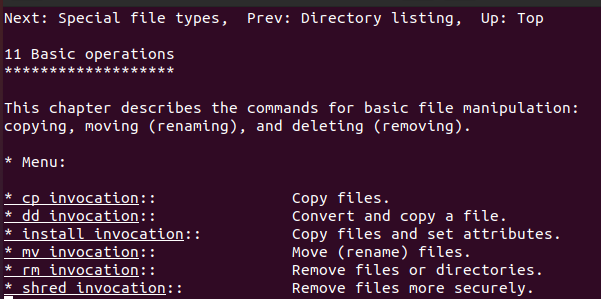 Next: Special file types,  Prev: Directory listing,  Up: Top
11 Basic operations
*******************
This chapter describes the commands for basic file manipulation:
copying, moving (renaming), and deleting (removing).
* Menu:
* cp invocation::               Copy files.
* dd invocation::               Convert and copy a file.
* install invocation::          Copy files and set attributes.
* mv invocation::               Move (rename) files.
* rm invocation::               Remove files or directories.
* shred invocation::            Remove files more securely.